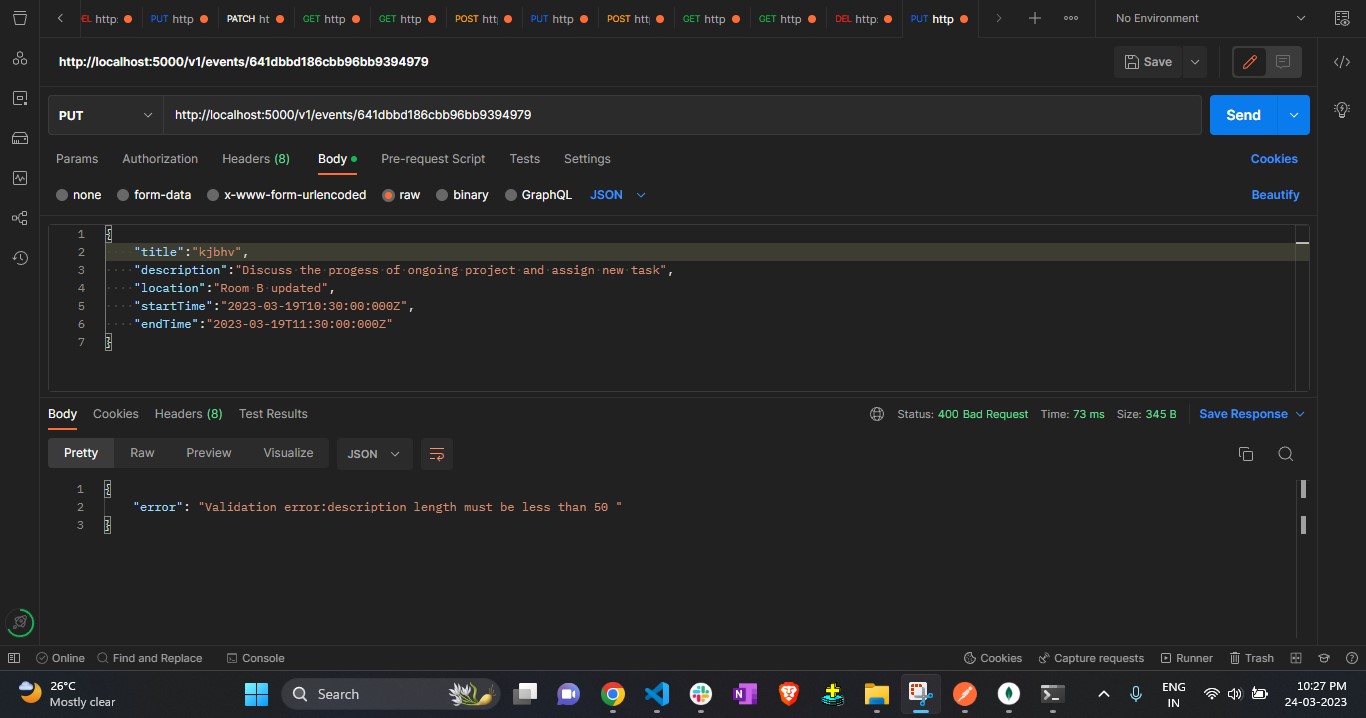 EL http: PUT http PATCH ht GET http GET http POST htt PUT http POST htt GET http GET http DEL http: PUT http No Environment
http://localhost:5000/v1/events/641dbbd186cbb96bb9394979 Save
PUT http://localhost:5000/v1/events/641dbbd186cbb96bb9394979 Send
Params Authorization Headers (8) Body Pre-request Script Tests Settings Cookies
none form-data x-www-form-urlencoded raw binary GraphQL JSON Beautify
1 {
2 "title":"kjbhv",
3 "description":"Discuss the progess of ongoing project and assign new task",
4 "location":"Room B updated",
5 "startTime":"2023-03-19T10:30:00:000Z",
6 "endTime":"2023-03-19T11:30:00:000Z"
7 }
Body Cookies Headers (8) Test Results Status: 400 Bad Request Time: 73 ms Size: 345 B Save Response
Pretty Raw Preview Visualize JSON
1 {
2 "error": "Validation error:description length must be less than 50 "
3 }
Online Find and Replace Console Cookies Capture requests Runner Trash
26°C Mostly clear Search ENG IN 10:27 PM 24-03-2023